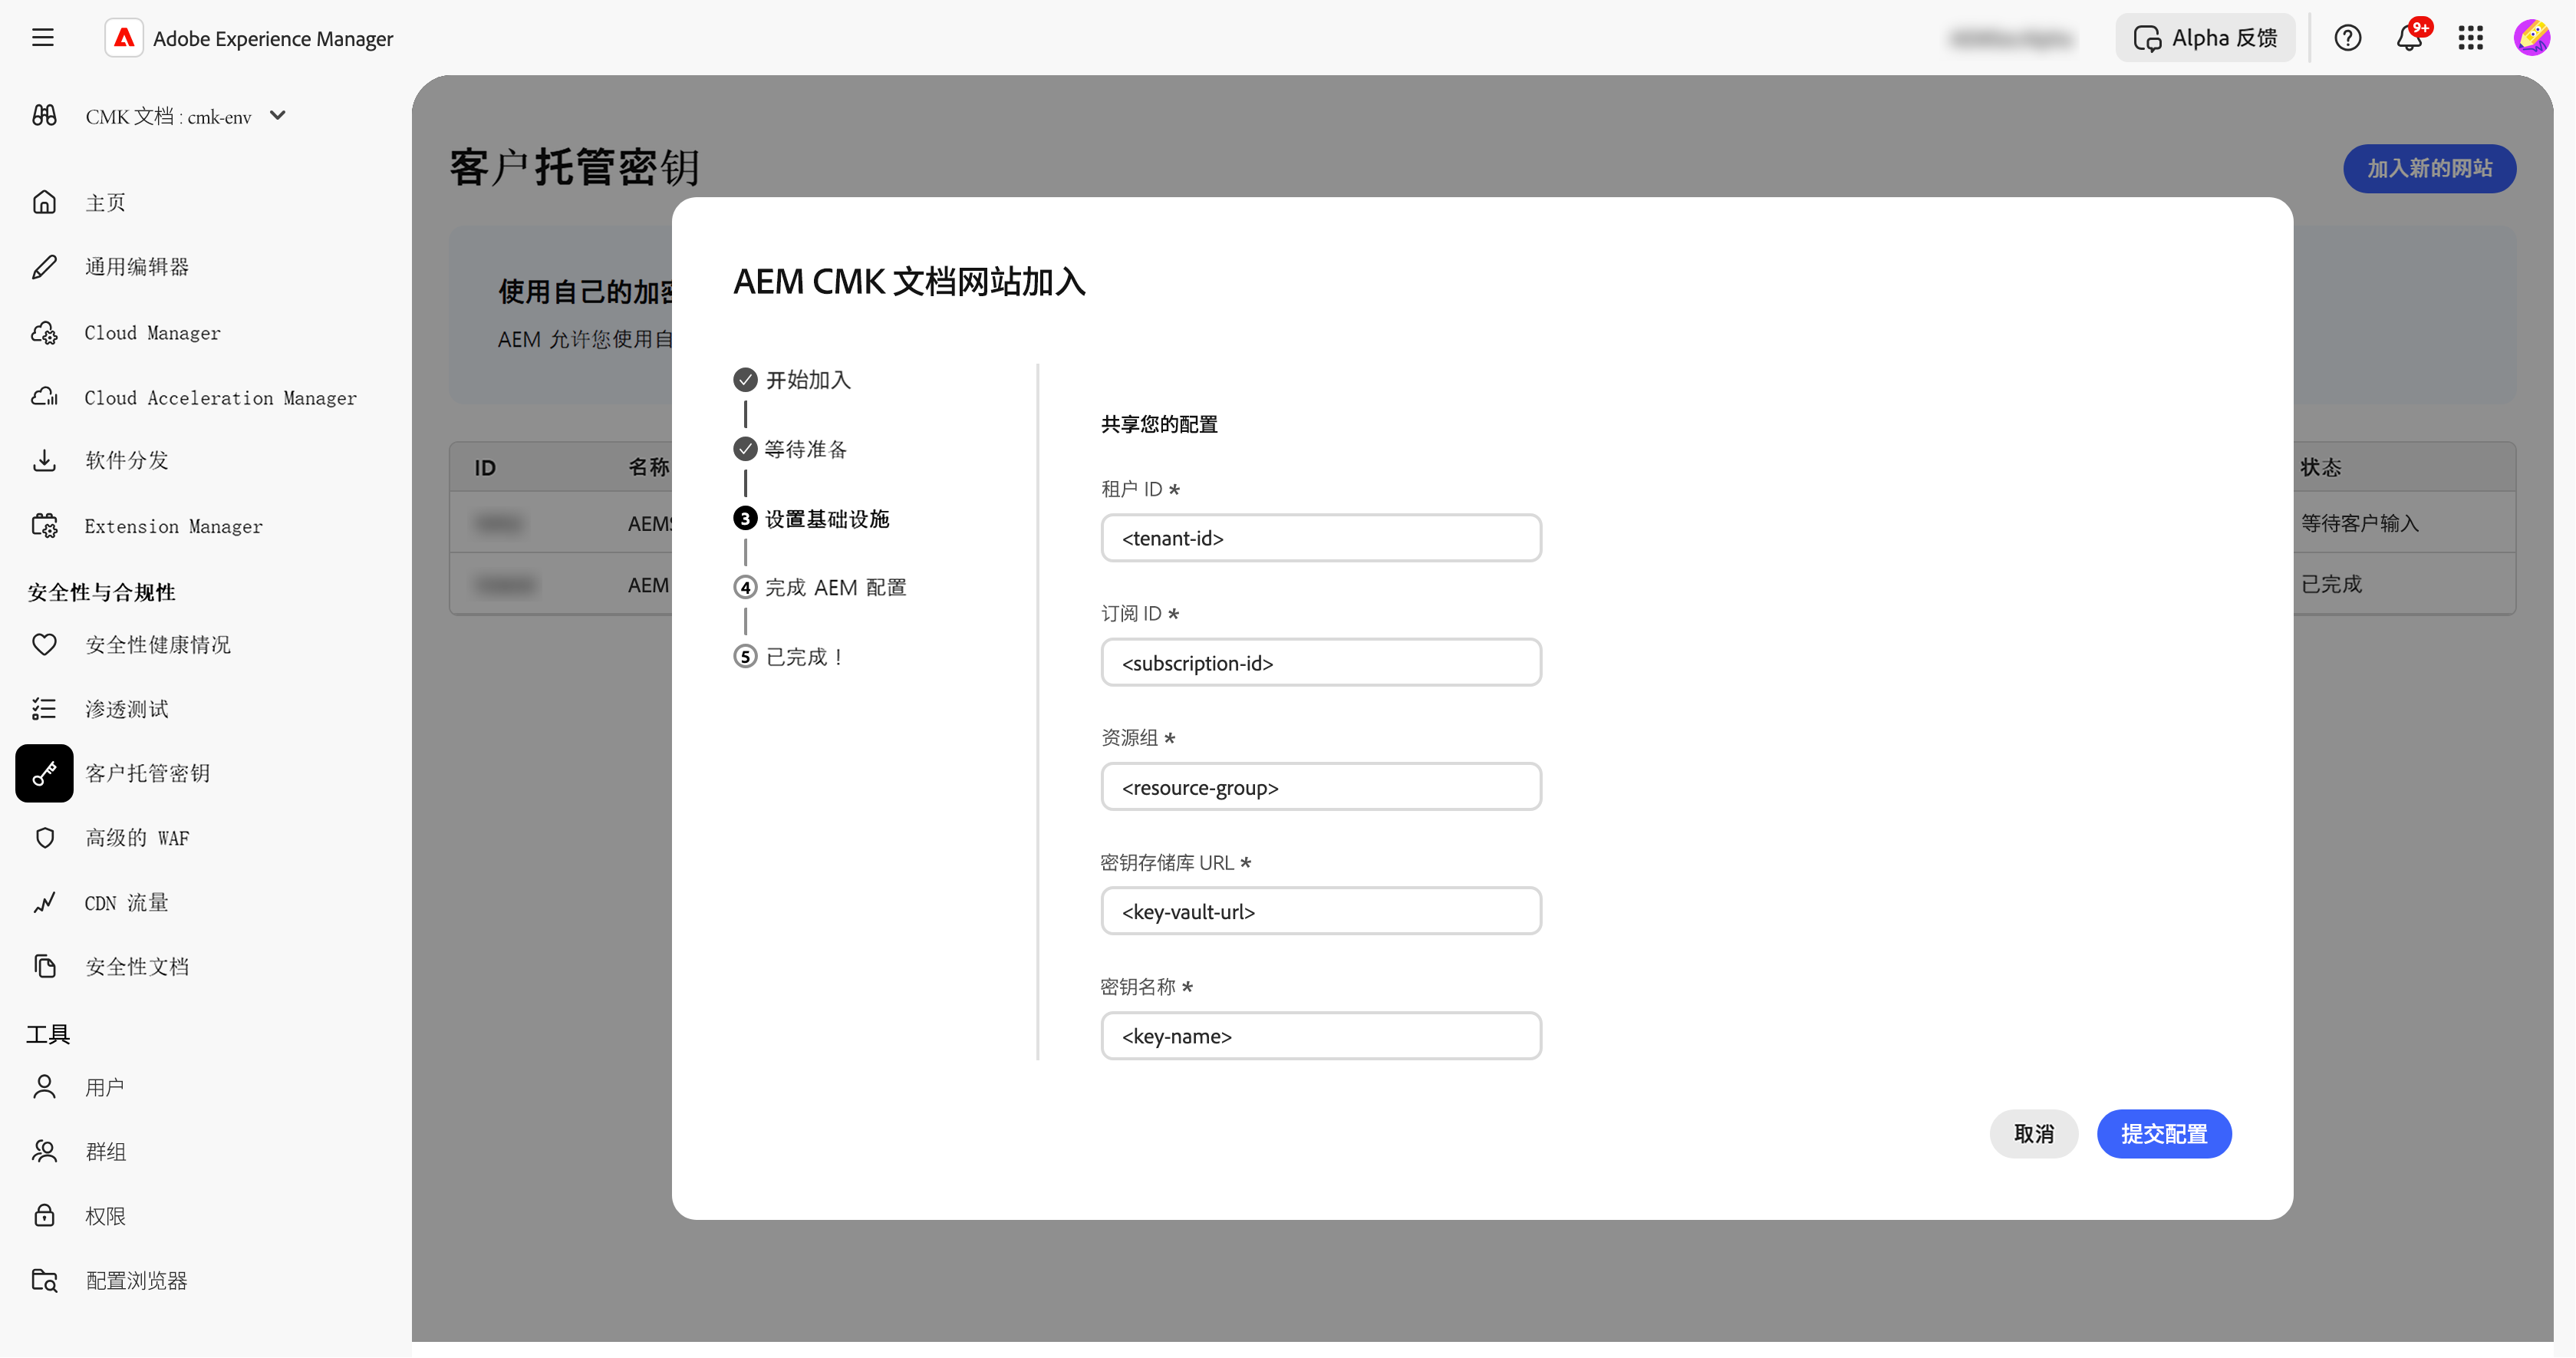 Adobe Experience Manager
Alpha 反馈
9+
CMK 文档 : cmk-env
主页
通用编辑器
Cloud Manager
Cloud Acceleration Manager
软件分发
Extension Manager
安全性与合规性
安全性健康情况
渗透测试
客户托管密钥
高级的 WAF
CDN 流量
安全性文档
工具
用户
群组
权限
配置浏览器
客户托管密钥
加入新的网站
使用自己的加密
AEM 允许您使用自
ID 名称 状态
AEMS 等待客户输入
AEM 已完成
AEM CMK 文档网站加入
开始加入
等待准备
3 设置基础设施
4 完成 AEM 配置
5 已完成！
共享您的配置
租户 ID *
<tenant-id>
订阅 ID *
<subscription-id>
资源组 *
<resource-group>
密钥存储库 URL *
<key-vault-url>
密钥名称 *
<key-name>
取消
提交配置